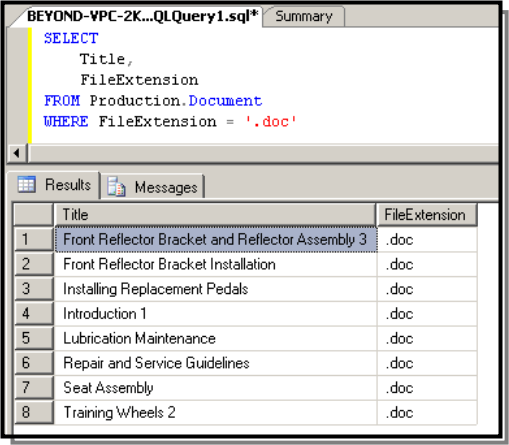 BEYOND-VPC-2K...QLQuery1.sql* Summary
SELECT
Title,
FileExtension
FROM Production.Document
WHERE FileExtension = '.doc'
Results Messages
Title FileExtension
1 Front Reflector Bracket and Reflector Assembly 3 .doc
2 Front Reflector Bracket Installation .doc
3 Installing Replacement Pedals .doc
4 Introduction 1 .doc
5 Lubrication Maintenance .doc
6 Repair and Service Guidelines .doc
7 Seat Assembly .doc
8 Training Wheels 2 .doc